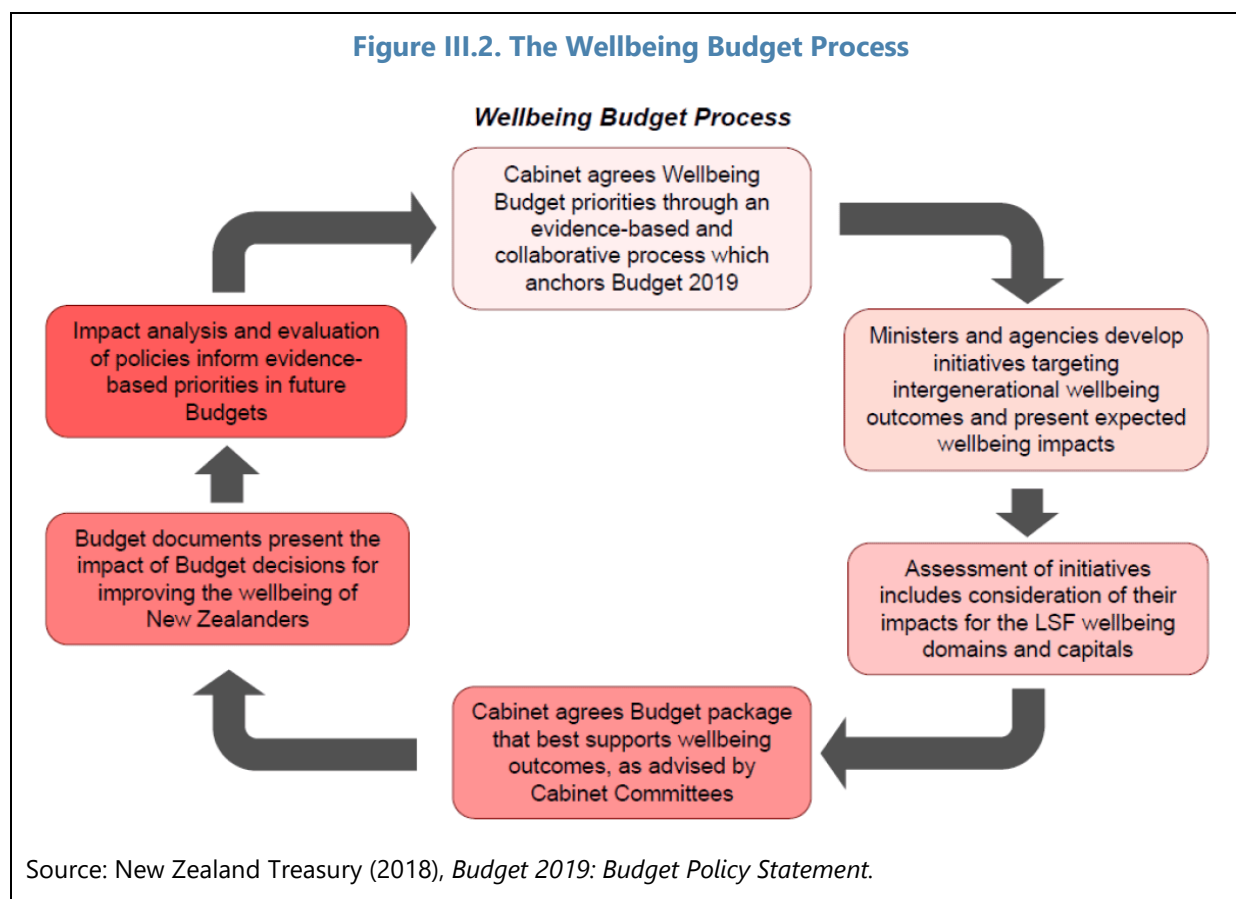 Figure III.2. The Wellbeing Budget Process
Wellbeing Budget Process
Cabinet agrees Wellbeing
Budget priorities through an
evidence-based and
collaborative process which
anchors Budget 2019
Ministers and agencies develop
initiatives targeting
intergenerational wellbeing
outcomes and present expected
wellbeing impacts
Assessment of initiatives
includes consideration of their
impacts for the LSF wellbeing
domains and capitals
Cabinet agrees Budget package
that best supports wellbeing
outcomes, as advised by
Cabinet Committees
Budget documents present the
impact of Budget decisions for
improving the wellbeing of
New Zealanders
Impact analysis and evaluation
of policies inform evidence-
based priorities in future
Budgets
Source: New Zealand Treasury (2018), Budget 2019: Budget Policy Statement.